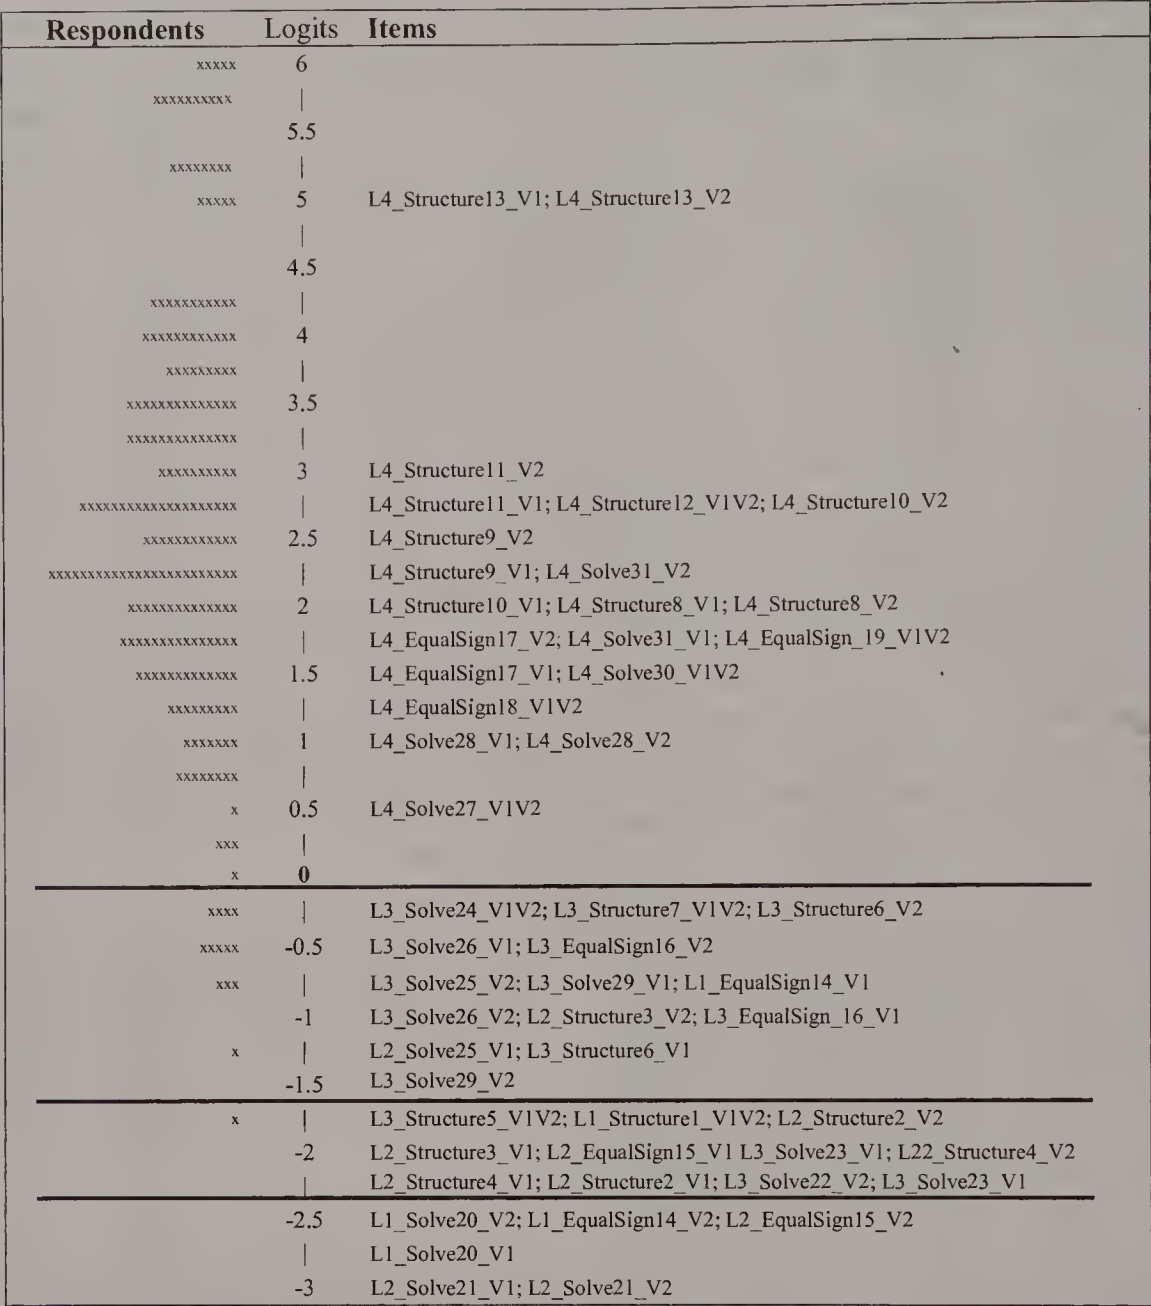 Respondents Logits Items
xxxxx 6
xxxxxxxxxx |
5.5
xxxxxxxx |
xxxxx 5 L4_Structure13_V1; L4_Structure13_V2
|
4.5
xxxxxxxxxxx |
xxxxxxxxxxxx 4
xxxxxxxxx |
xxxxxxxxxxxxxx 3.5
xxxxxxxxxxxxxx |
xxxxxxxxxx 3 L4_Structure11_V2
xxxxxxxxxxxxxxxxxxxx | L4_Structure11_V1; L4_Structure12_V1V2; L4_Structure10_V2
xxxxxxxxxxxx 2.5 L4_Structure9_V2
xxxxxxxxxxxxxxxxxxxxxxxx | L4_Structure9_V1; L4_Solve31_V2
xxxxxxxxxxxxxx 2 L4_Structure10_V1; L4_Structure8_V1; L4_Structure8_V2
xxxxxxxxxxxxxxx | L4_EqualSign17_V2; L4_Solve31_V1; L4_EqualSign_19_V1V2
xxxxxxxxxxxxx 1.5 L4_EqualSign17_V1; L4_Solve30_V1V2
xxxxxxxxx | L4_EqualSign18_V1V2
xxxxxxx 1 L4_Solve28_V1; L4_Solve28_V2
xxxxxxxx |
x 0.5 L4_Solve27_V1V2
xxx |
x 0
xxxx | L3_Solve24_V1V2; L3_Structure7_V1V2; L3_Structure6_V2
xxxxx -0.5 L3_Solve26_V1; L3_EqualSign16_V2
xxx | L3_Solve25_V2; L3_Solve29_V1; L1_EqualSign14_V1
-1 L3_Solve26_V2; L2_Structure3_V2; L3_EqualSign_16_V1
x | L2_Solve25_V1; L3_Structure6_V1
-1.5 L3_Solve29_V2
x | L3_Structure5_V1V2; L1_Structure1_V1V2; L2_Structure2_V2
-2 L2_Structure3_V1; L2_EqualSign15_V1 L3_Solve23_V1; L22_Structure4_V2
| L2_Structure4_V1; L2_Structure2_V1; L3_Solve22_V2; L3_Solve23_V1
-2.5 L1_Solve20_V2; L1_EqualSign14_V2; L2_EqualSign15_V2
| L1_Solve20_V1
-3 L2_Solve21_V1; L2_Solve21_V2